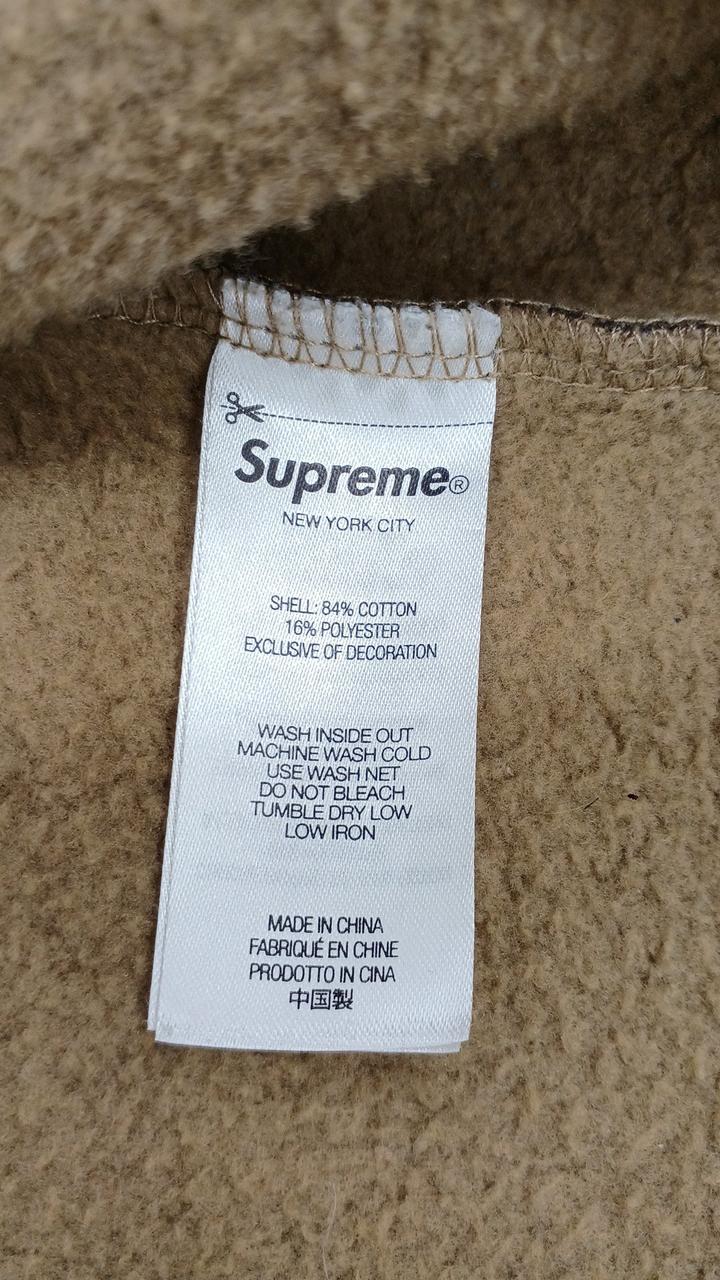 Supreme®
NEW YORK CITY
SHELL: 84% COTTON
16% POLYESTER
EXCLUSIVE OF DECORATION
WASH INSIDE OUT
MACHINE WASH COLD
USE WASH NET
DO NOT BLEACH
TUMBLE DRY LOW
LOW IRON
MADE IN CHINA
FABRIQUÉ EN CHINE
PRODOTTO IN CINA
中国製